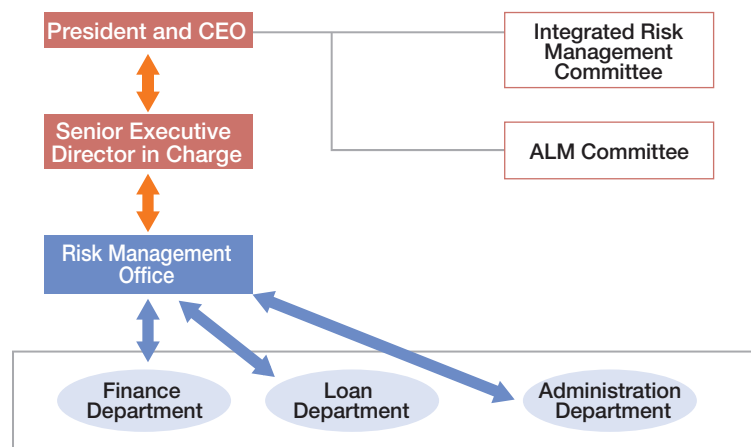 President and CEO
Integrated Risk
Management
Committee
Senior Executive
Director in Charge
ALM Committee
Risk Management
Office
Finance
Department
Loan
Department
Administration
Department